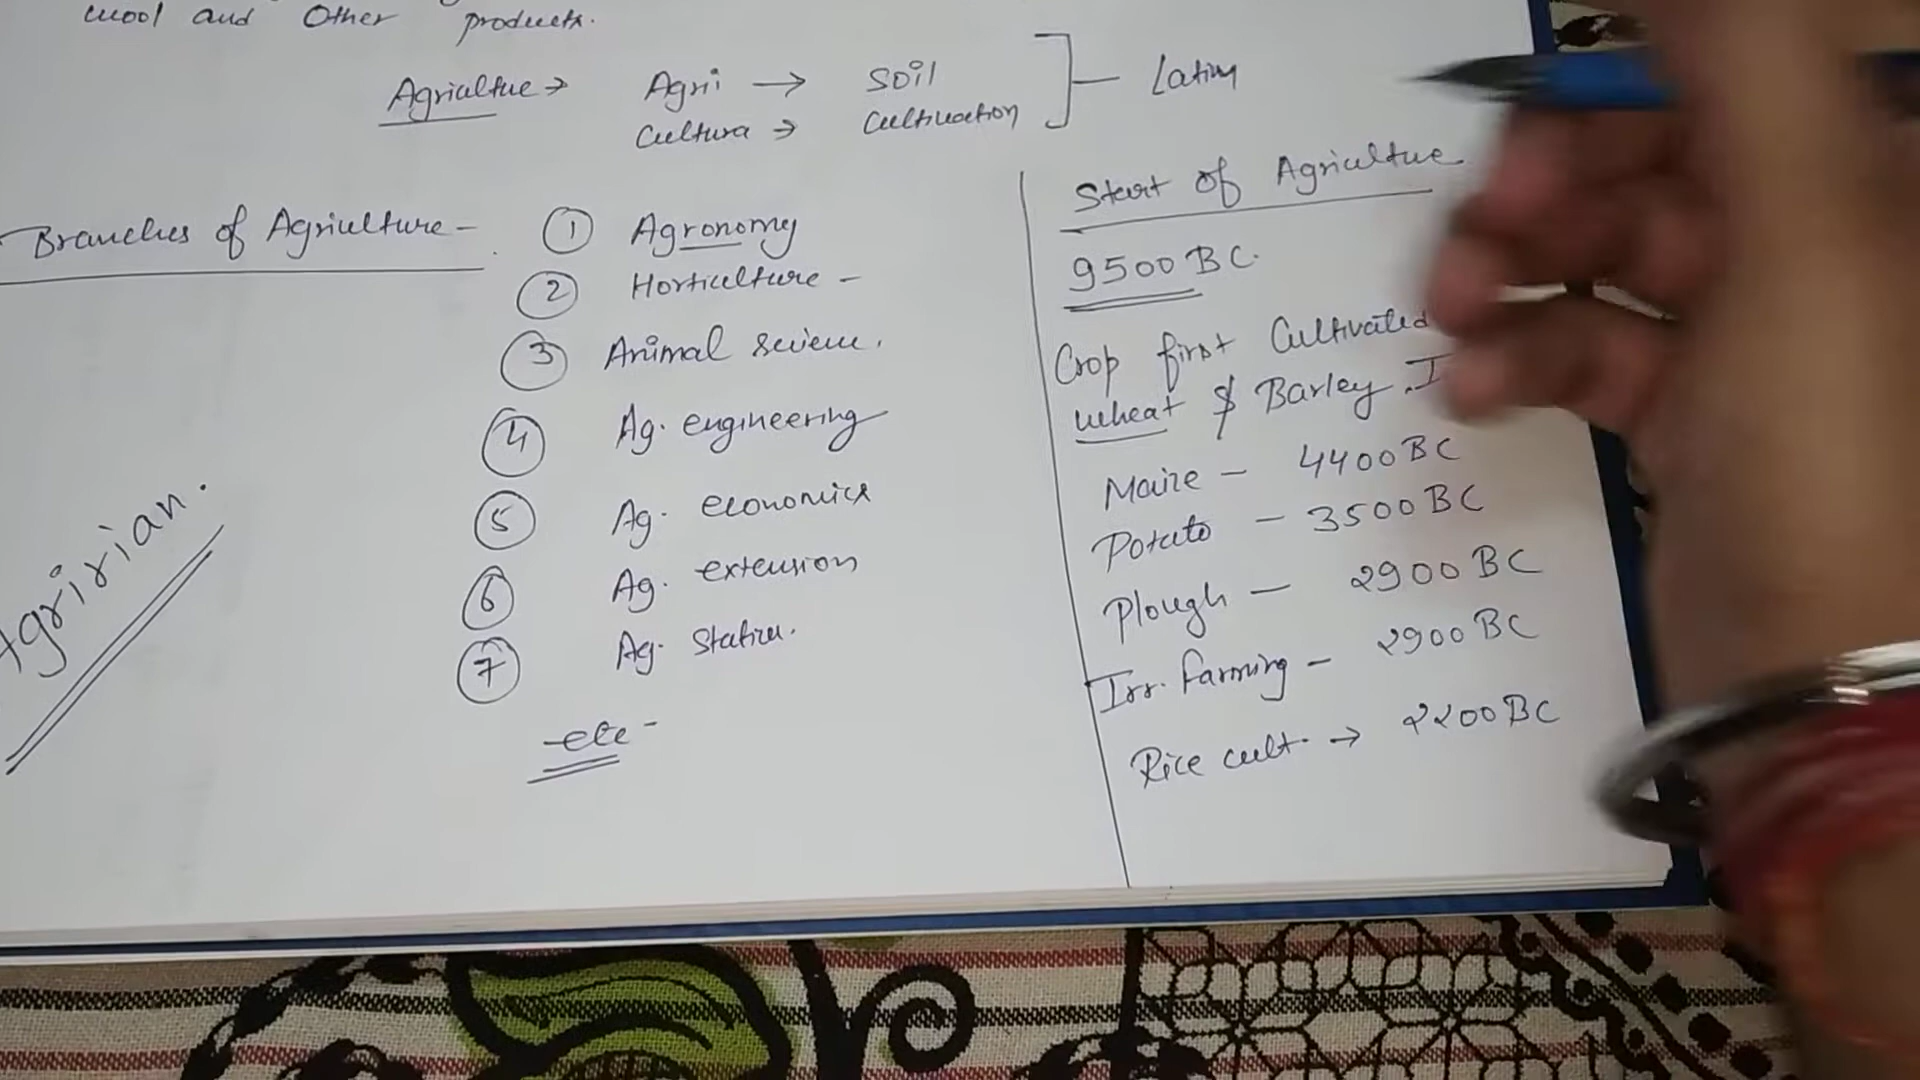 wool and Other products.
Agricultue → Agri → Soil
Cultura → Cultivation
Latin
Branches of Agriculture -
① Agronomy
② Horticulture -
③ Animal science.
④ Ag. engineering
⑤ Ag. economics
⑥ Ag. extension
⑦ Ag.
-etc-
Agririan.
Start of Agricultue
9500 BC.
Crop first Cultivated
wheat & Barley. I
Maize - 4400 BC
Potato - 3500 BC
Plough - 2900 BC
Irr. farming - 2900 BC
Rice cult. → 2200 BC